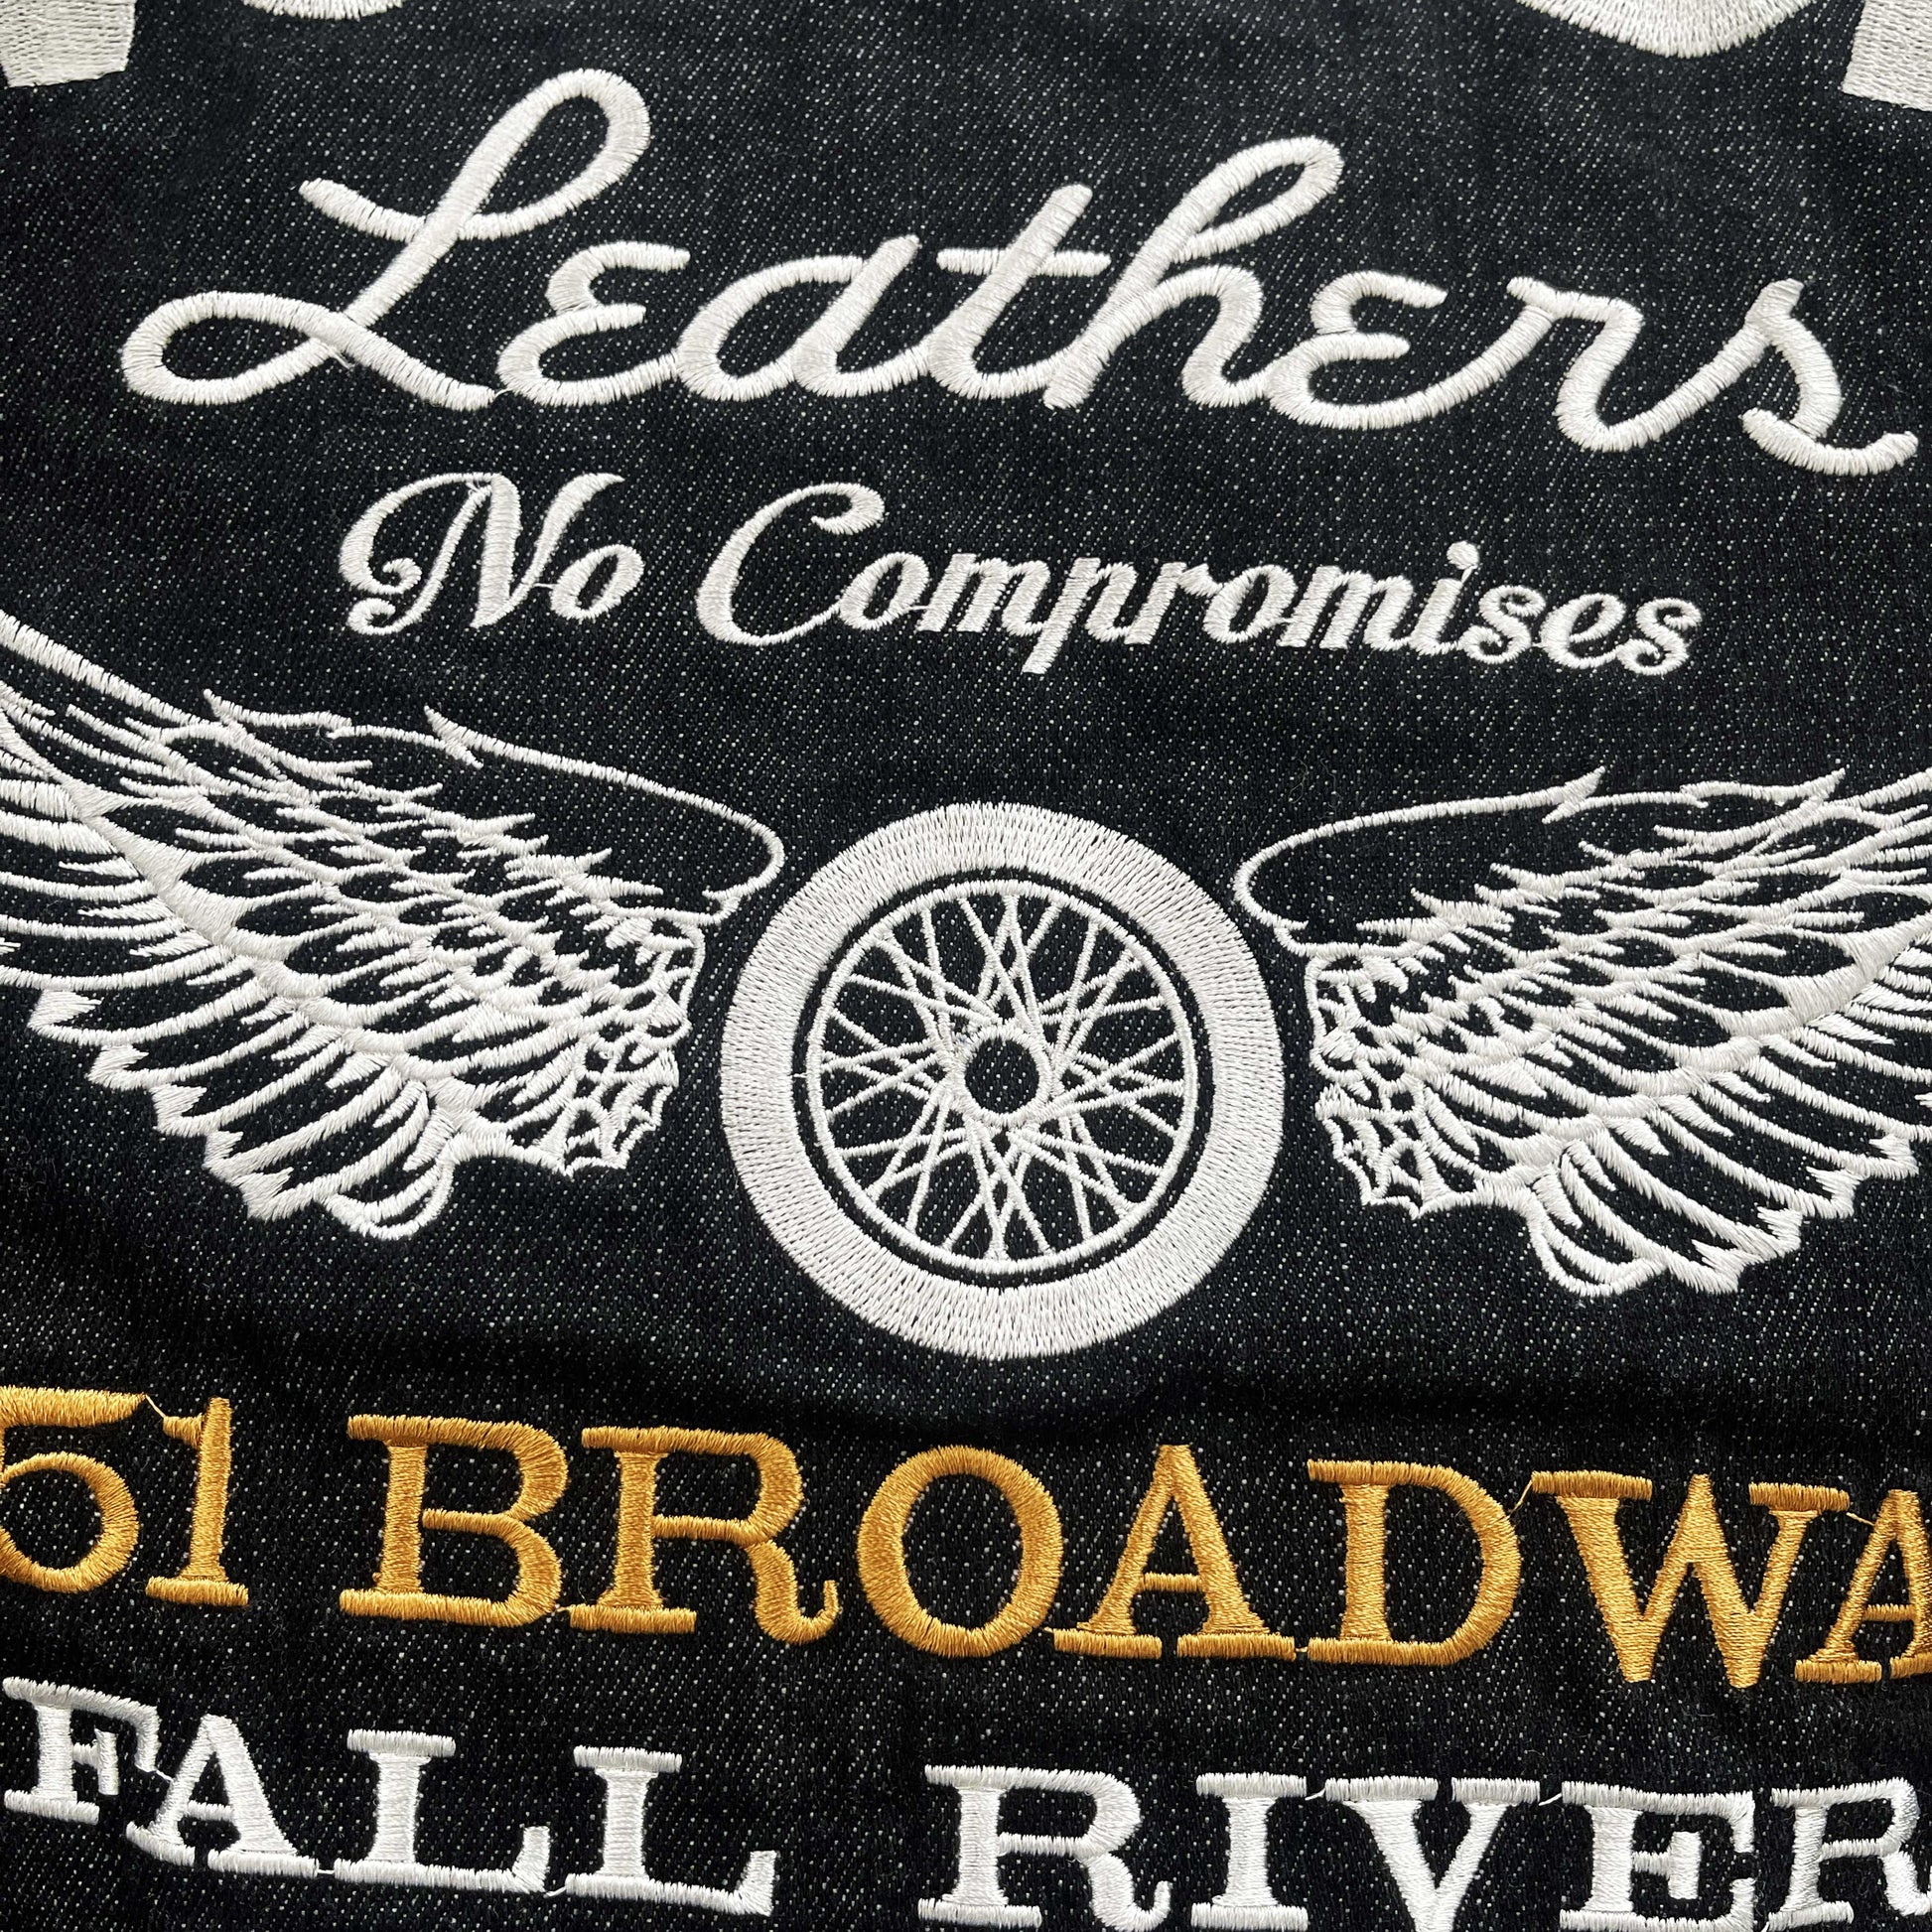 Leathers
No Compromises
51 BROADWA
FALL RIVER